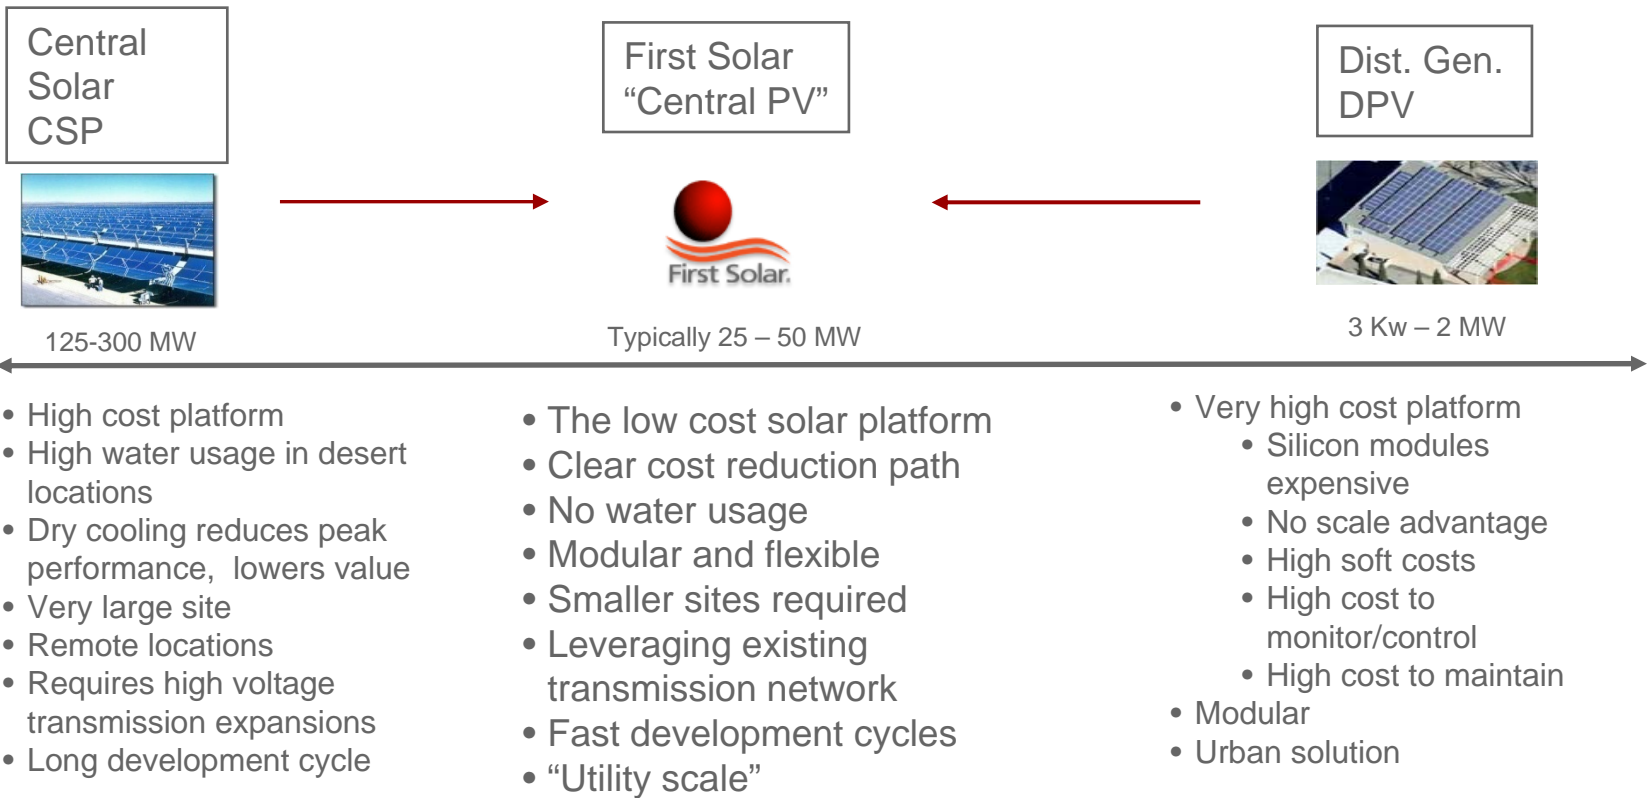 Central
Solar
CSP
First Solar
“Central PV”
Dist. Gen.
DPV
First Solar.
125-300 MW
Typically 25 – 50 MW
3 Kw – 2 MW
• High cost platform
• High water usage in desert
locations
• Dry cooling reduces peak
performance, lowers value
• Very large site
• Remote locations
• Requires high voltage
transmission expansions
• Long development cycle
• The low cost solar platform
• Clear cost reduction path
• No water usage
• Modular and flexible
• Smaller sites required
• Leveraging existing
transmission network
• Fast development cycles
• “Utility scale”
• Very high cost platform
• Silicon modules
expensive
• No scale advantage
• High soft costs
• High cost to
monitor/control
• High cost to maintain
• Modular
• Urban solution